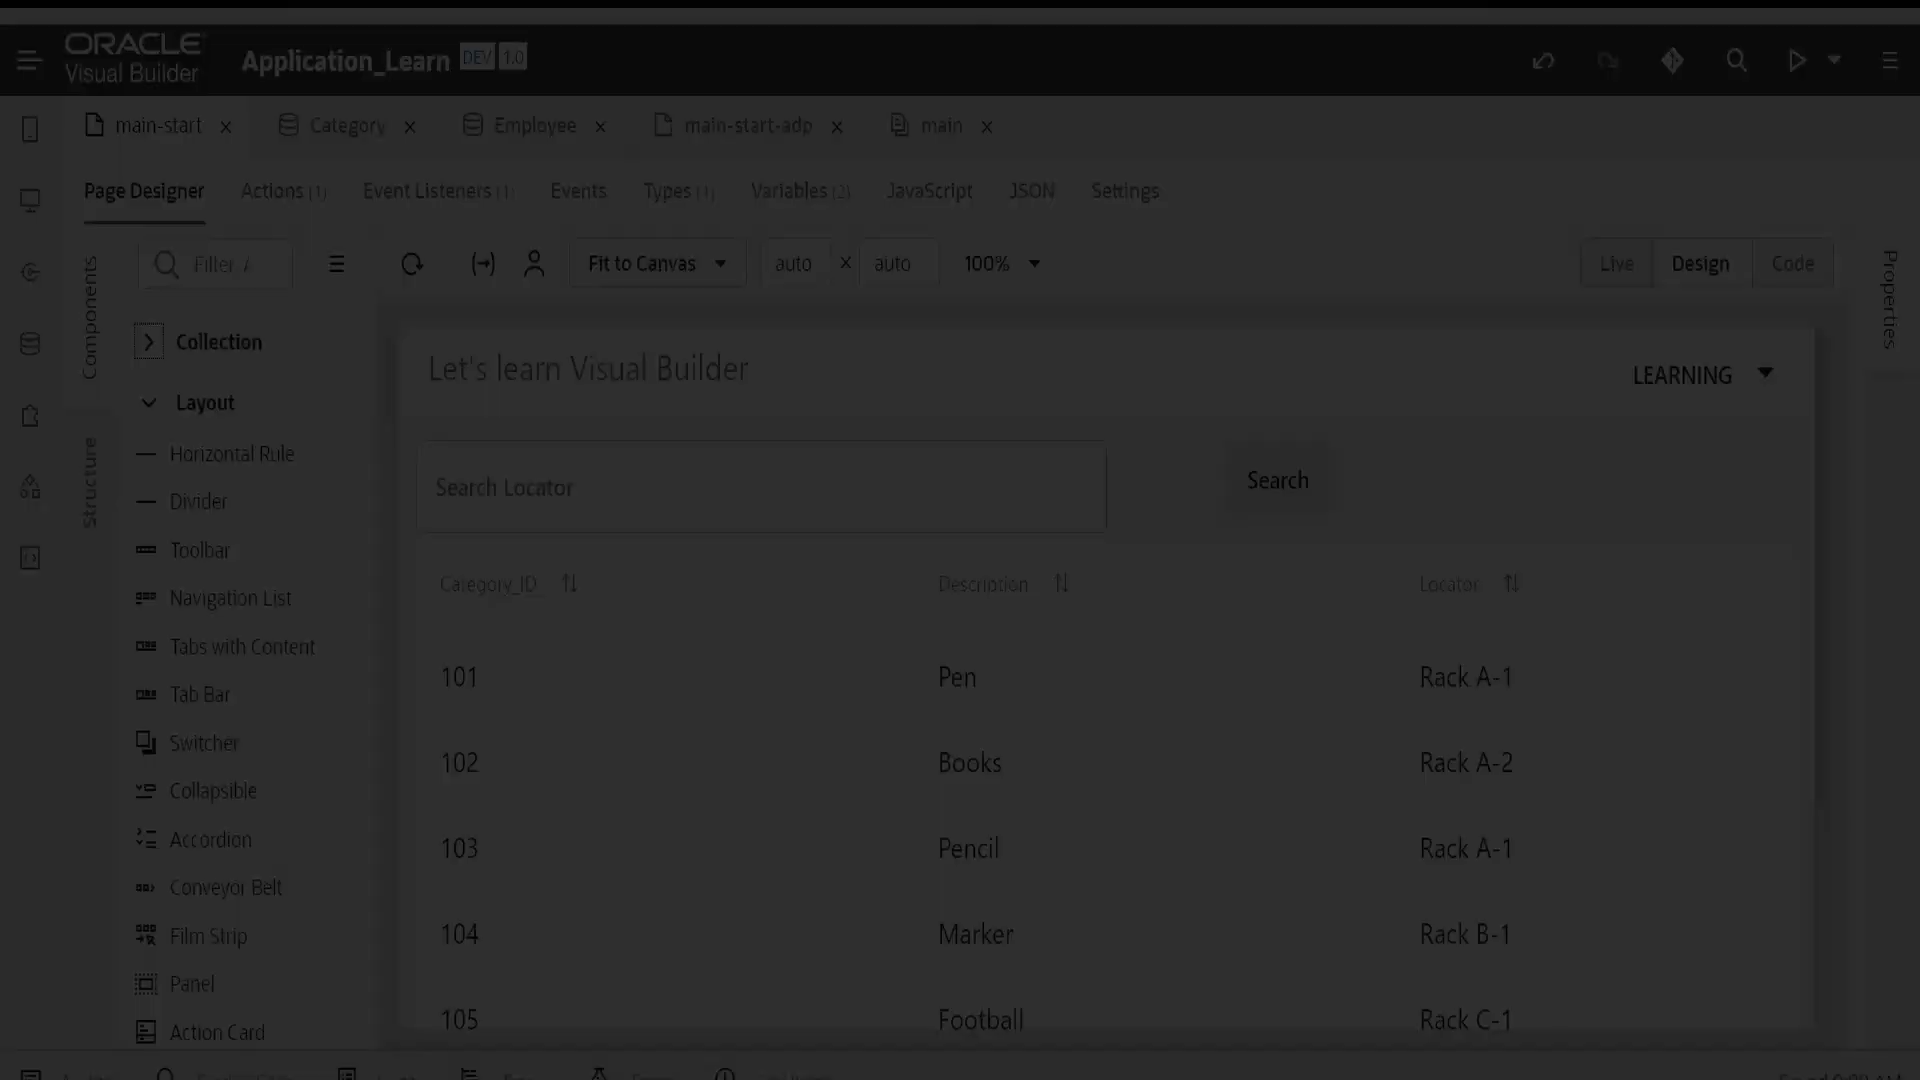 ORACLE
Visual Builder
Application_Learn DEV 1.0
main-start Category Employee main-start-adp main
Page Designer Actions (1) Event Listeners (1) Events Types (1) Variables (2) JavaScript JSON Settings
Components
Structure
Filter
Fit to Canvas auto × auto 100% Live Design Code
Properties
Collection
Layout
Horizontal Rule
Divider
Toolbar
Navigation List
Tabs with Content
Tab Bar
Switcher
Collapsible
Accordion
Conveyor Belt
Film Strip
Panel
Action Card
Let's learn Visual Builder LEARNING
Search Locator Search
Category_ID Description Locator
101 Pen Rack A-1
102 Books Rack A-2
103 Pencil Rack A-1
104 Marker Rack B-1
105 Football Rack C-1